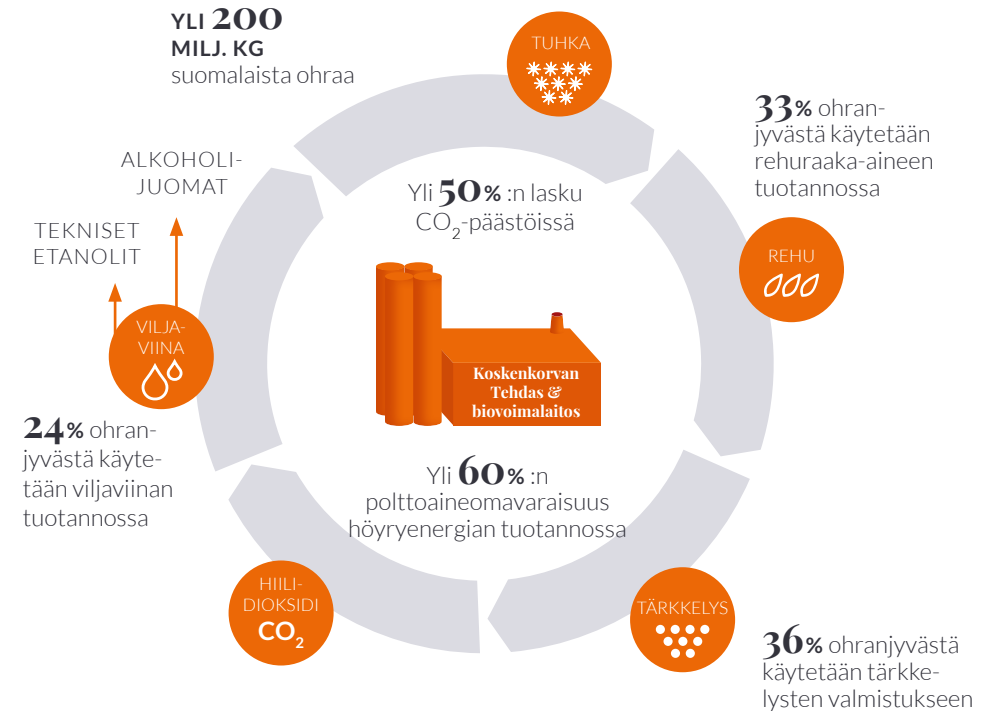 YLI 200
MILJ. KG
suomalaista ohraa
TUHKA
33% ohran-
jyvästä käytetään
rehuraaka-aineen
tuotannossa
ALKOHOLI-
JUOMAT
TEKNISET
ETANOLIT
Yli 50% :n lasku
CO2-päästöissä
REHU
VILJA-
VIINA
Koskenkorvan
Tehdas &
biovoimalaitos
24% ohran-
jyvästä käyte-
tään viljaviinan
tuotannossa
Yli 60% :n
polttoaineomavaraisuus
höyryenergian tuotannossa
HIILI-
DIOKSIDI
CO2
TÄRKKELYS
36% ohranjyvästä
käytetään tärkke-
lysten valmistukseen